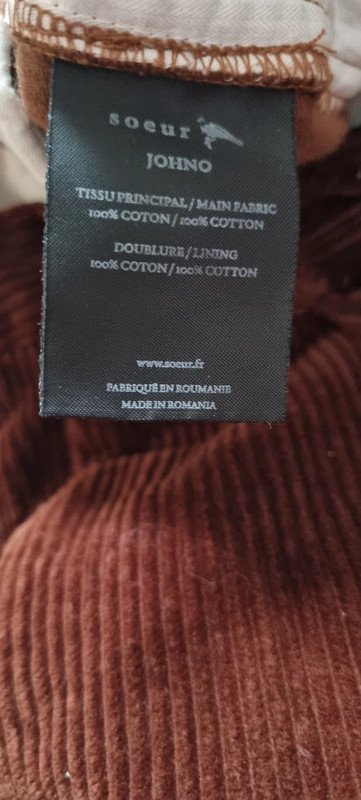 soeur
JOHNO
TISSU PRINCIPAL / MAIN FABRIC
100% COTON / 100% COTTON
DOUBLURE / LINING
100% COTON / 100% COTTON
www.soeur.fr
FABRIQUÉ EN ROUMANIE
MADE IN ROMANIA